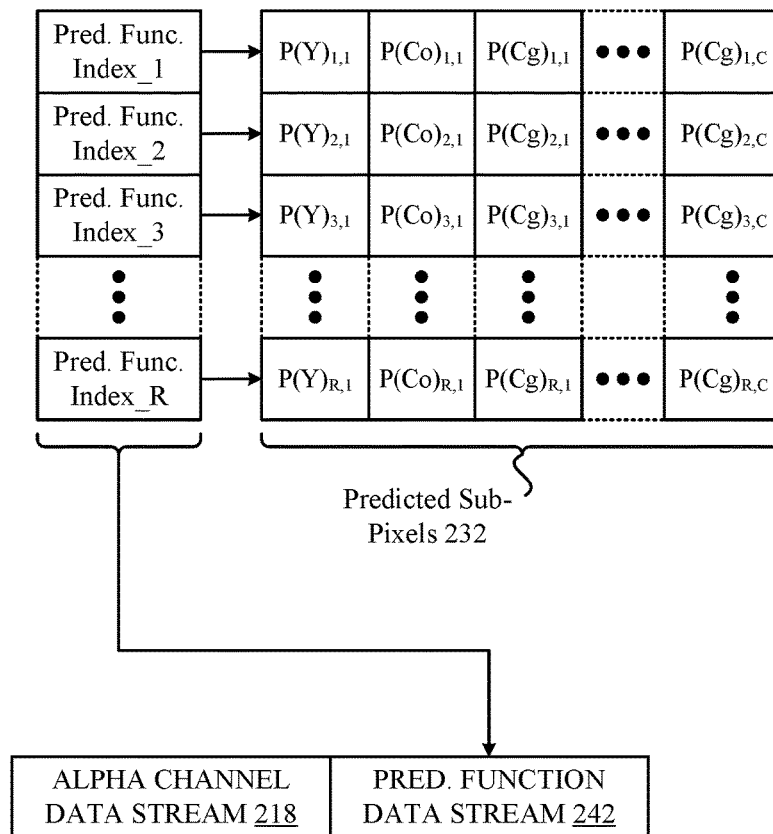 Pred. Func.
Index_1
P(Y)1,1 P(Co)1,1 P(Cg)1,1 ●●● P(Cg)1,C
Pred. Func.
Index_2
P(Y)2,1 P(Co)2,1 P(Cg)2,1 ●●● P(Cg)2,C
Pred. Func.
Index_3
P(Y)3,1 P(Co)3,1 P(Cg)3,1 ●●● P(Cg)3,C
Pred. Func.
Index_R
P(Y)R,1 P(Co)R,1 P(Cg)R,1 ●●● P(Cg)R,C
Predicted Sub-
Pixels 232
ALPHA CHANNEL
DATA STREAM 218
PRED. FUNCTION
DATA STREAM 242